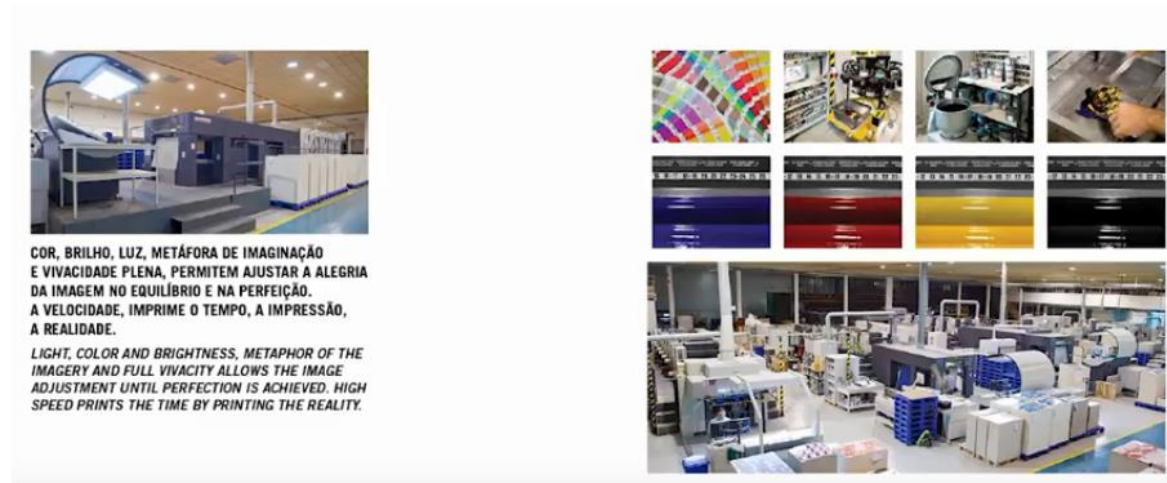 COR, BRILHO, LUZ, METÁFORA DE IMAGINAÇÃO
E VIVACIDADE PLENA, PERMITEM AJUSTAR A ALEGRIA
DA IMAGEM NO EQUILÍBRIO E NA PERFEIÇÃO.
A VELOCIDADE, IMPRIME O TEMPO, A IMPRESSÃO,
A REALIDADE.
LIGHT, COLOR AND BRIGHTNESS, METAPHOR OF THE
IMAGERY AND FULL VIVACITY ALLOWS THE IMAGE
ADJUSTMENT UNTIL PERFECTION IS ACHIEVED. HIGH
SPEED PRINTS THE TIME BY PRINTING THE REALITY.